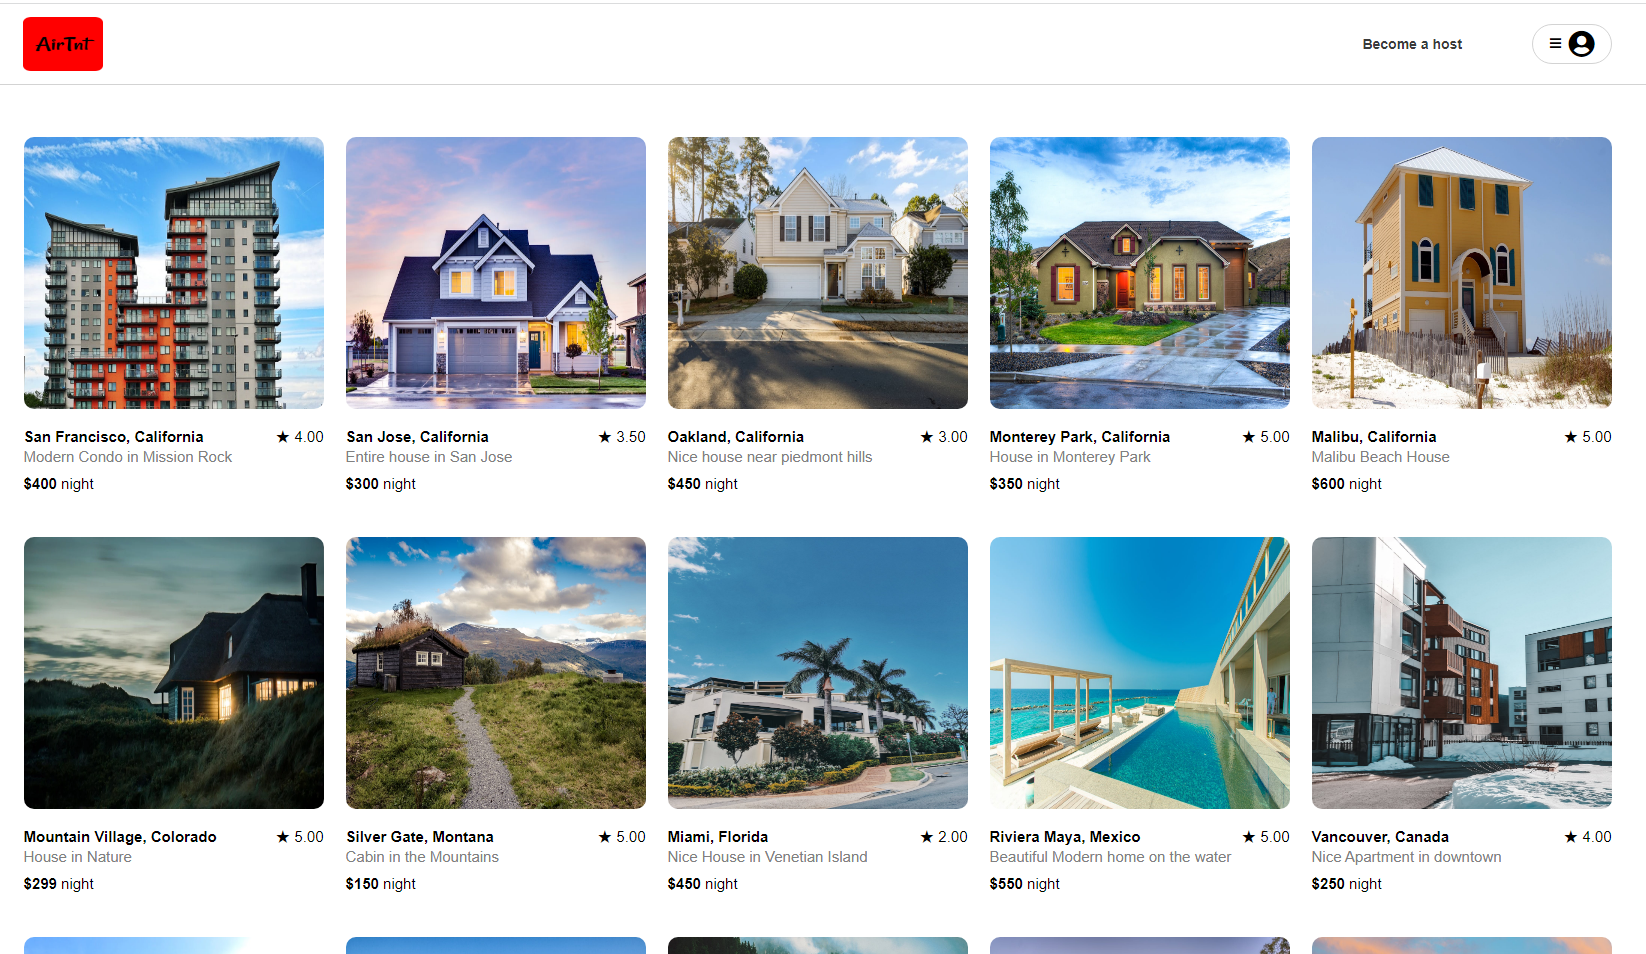 AirTnt
Become a host
San Francisco, California ★ 4.00
Modern Condo in Mission Rock
$400 night
San Jose, California ★ 3.50
Entire house in San Jose
$300 night
Oakland, California ★ 3.00
Nice house near piedmont hills
$450 night
Monterey Park, California ★ 5.00
House in Monterey Park
$350 night
Malibu, California ★ 5.00
Malibu Beach House
$600 night
Mountain Village, Colorado ★ 5.00
House in Nature
$299 night
Silver Gate, Montana ★ 5.00
Cabin in the Mountains
$150 night
Miami, Florida ★ 2.00
Nice House in Venetian Island
$450 night
Riviera Maya, Mexico ★ 5.00
Beautiful Modern home on the water
$550 night
Vancouver, Canada ★ 4.00
Nice Apartment in downtown
$250 night